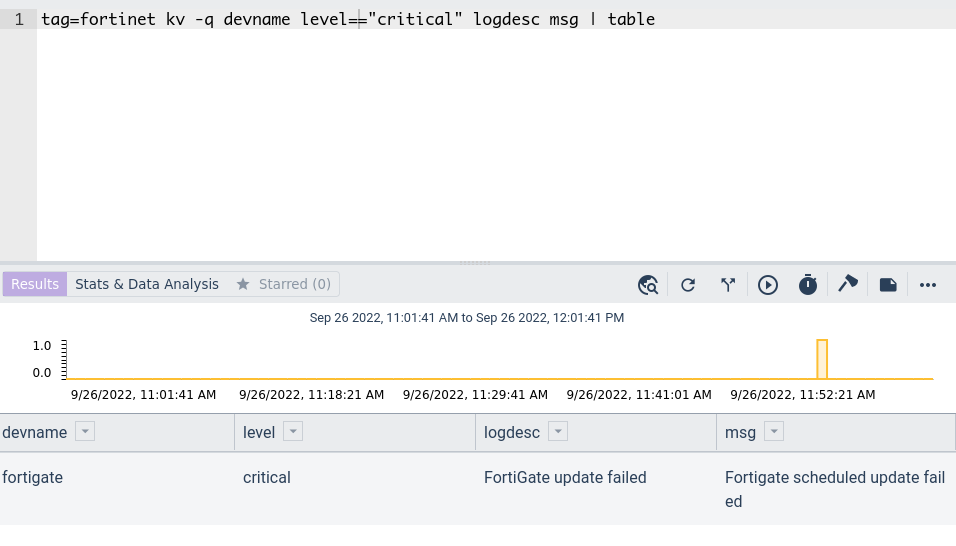 1 tag=fortinet kv -q devname level=="critical" logdesc msg | table
Results Stats & Data Analysis Starred (0)
Sep 26 2022, 11:01:41 AM to Sep 26 2022, 12:01:41 PM
1.0
0.0
9/26/2022, 11:01:41 AM 9/26/2022, 11:18:21 AM 9/26/2022, 11:29:41 AM 9/26/2022, 11:41:01 AM 9/26/2022, 11:52:21 AM
devname level logdesc msg
fortigate critical FortiGate update failed Fortigate scheduled update fail
ed